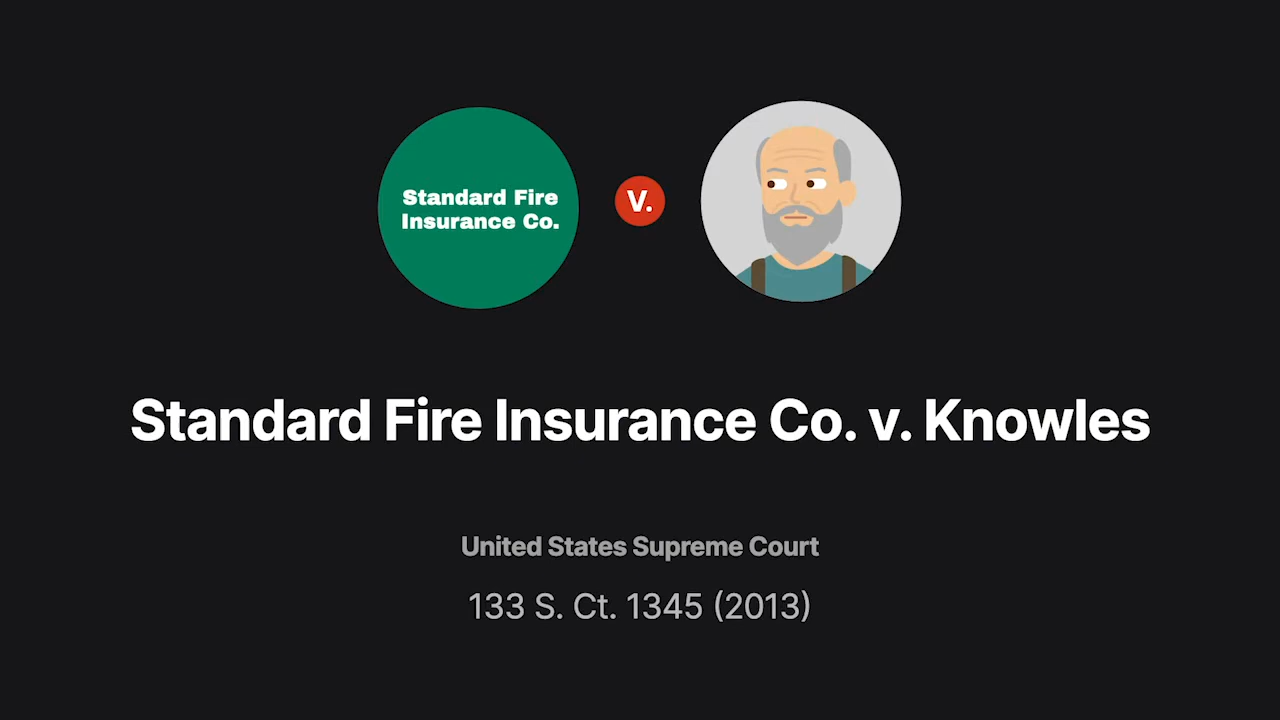 Standard Fire
Insurance Co.
V.
Standard Fire Insurance Co. v. Knowles
United States Supreme Court
133 S. Ct. 1345 (2013)